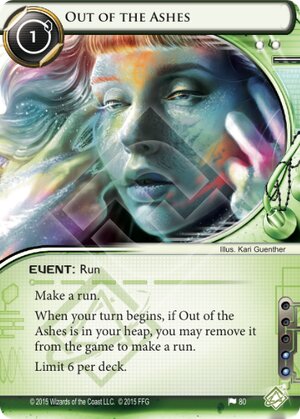 1
OUT OF THE ASHES
Illus. Kari Guenther
EVENT: Run
Make a run.
When your turn begins, if Out of the
Ashes is in your heap, you may remove it
from the game to make a run.
Limit 6 per deck.
© 2015 Wizards of the Coast LLC. © 2015 FFG
80